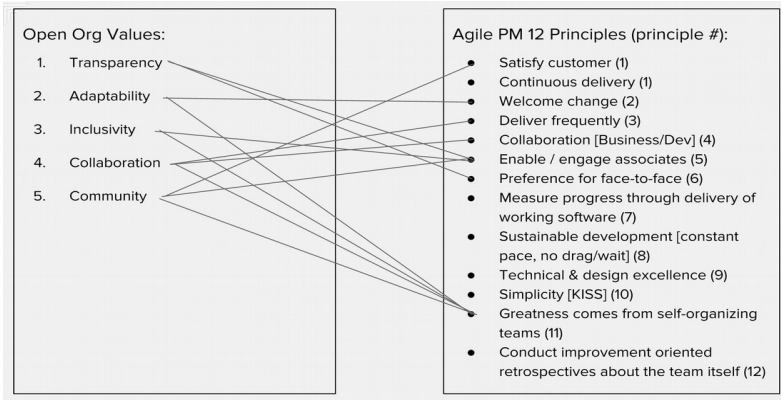 Open Org Values:
1. Transparency
2. Adaptability
3. Inclusivity
4. Collaboration
5. Community
Agile PM 12 Principles (principle #):
• Satisfy customer (1)
• Continuous delivery (1)
• Welcome change (2)
• Deliver frequently (3)
• Collaboration [Business/Dev] (4)
• Enable / engage associates (5)
• Preference for face-to-face (6)
• Measure progress through delivery of
working software (7)
• Sustainable development [constant
pace, no drag/wait] (8)
• Technical & design excellence (9)
• Simplicity [KISS] (10)
• Greatness comes from self-organizing
teams (11)
• Conduct improvement oriented
retrospectives about the team itself (12)